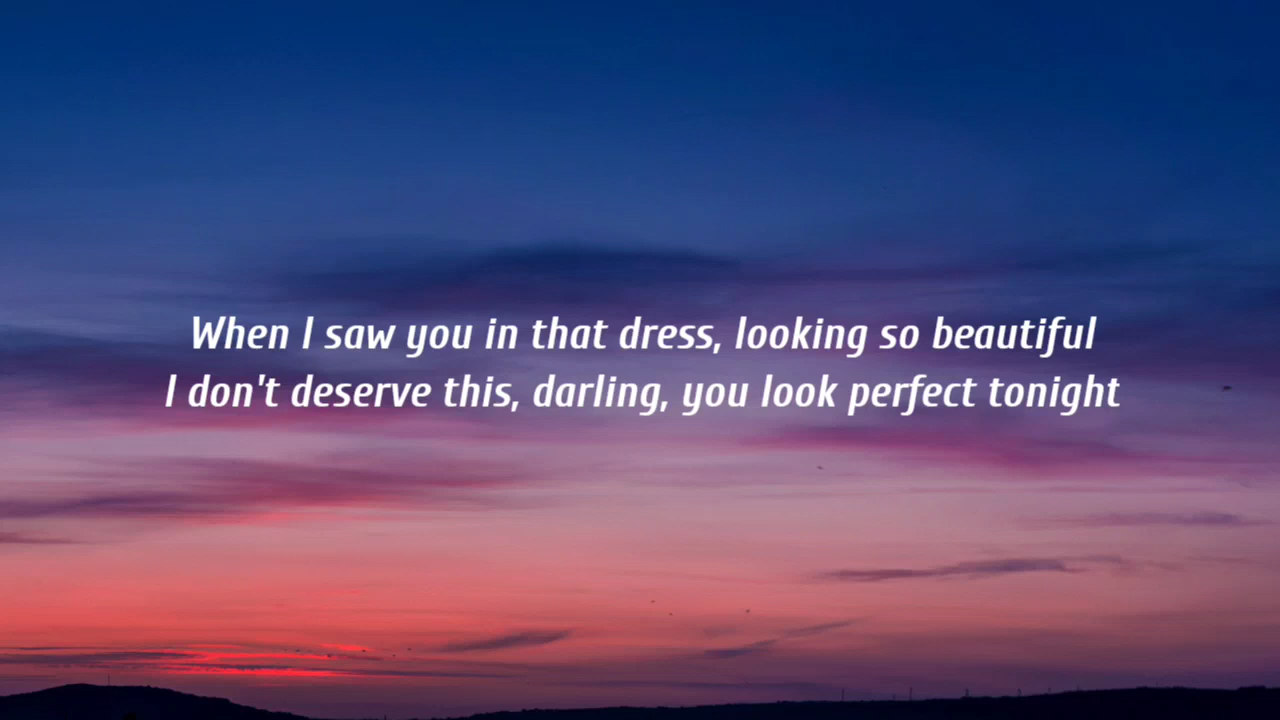 When I saw you in that dress, looking so beautiful
I don't deserve this, darling, you look perfect tonight